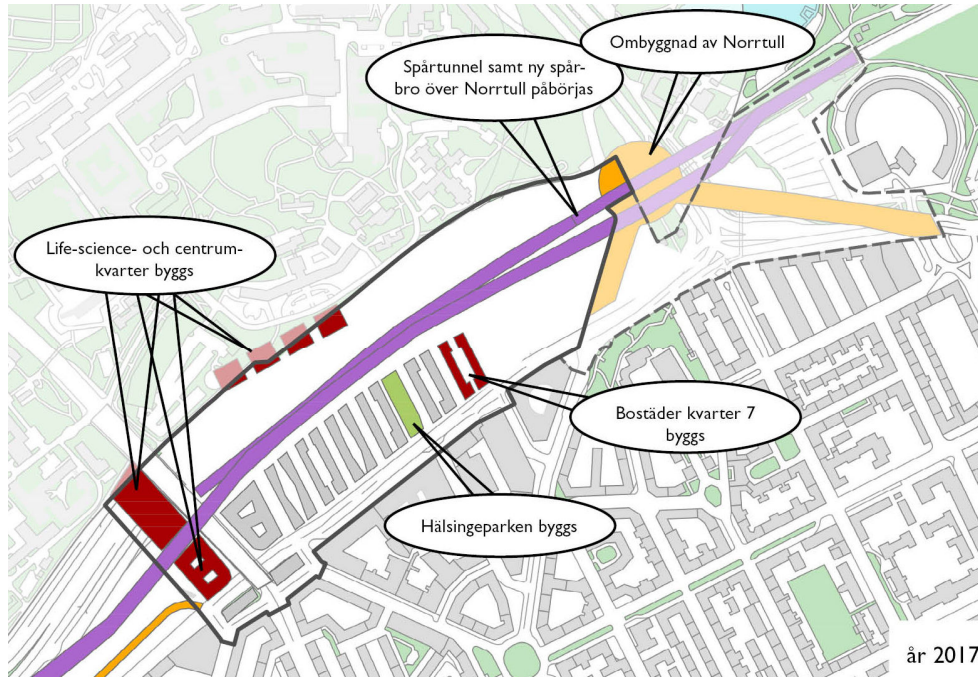 Ombyggnad av Norrtull
Spårtunnel samt ny spår-
bro över Norrtull påbörjas
Life-science- och centrum-
kvarter byggs
Bostäder kvarter 7
byggs
Hälsingeparken byggs
år 2017